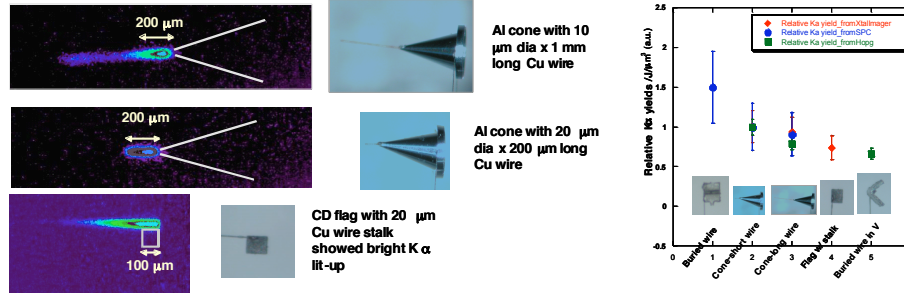 200 μm
Al cone with 10
μm dia x 1 mm
long Cu wire
200 μm
Al cone with 20 μm
dia x 200 μm long
Cu wire
100 μm
CD flag with 20 μm
Cu wire stalk
showed bright K α
lit-up
Relative Ka yield_fromXtalImager
Relative Ka yield_fromSPC
Relative Ka yield_fromHopg
Relative Kα yields /J/μm³ (a.u.)
2.5
2
1.5
1
0.5
0
0.5
0 1 2 3 4 5
Buried wire
Cone-short wire
Cone-long wire
Flag w/ stalk
Buried wire in V